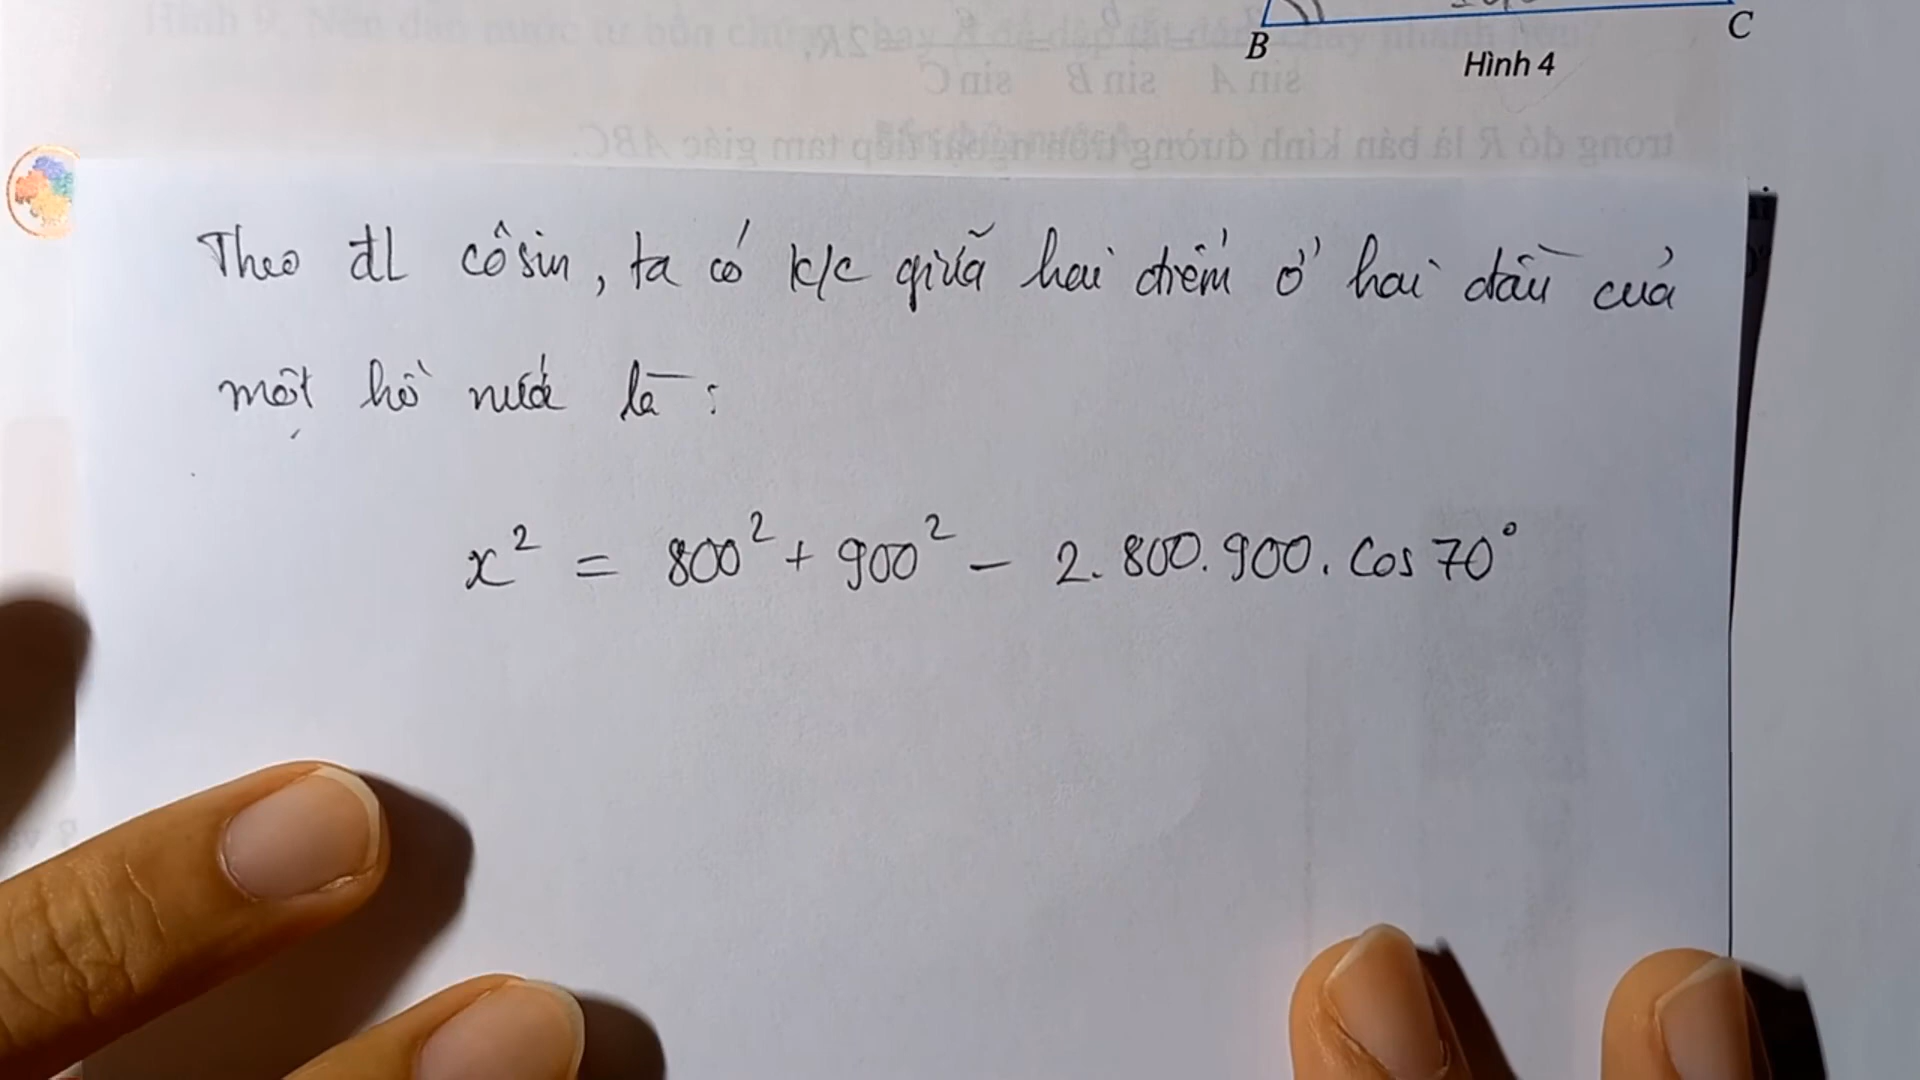 B
C
Hình 4
Theo đl côsin, ta có k/c giữa hai điểm ở hai đầu của
một hồ nước là:
x² = 800² + 900² - 2.800.900. cos 70°